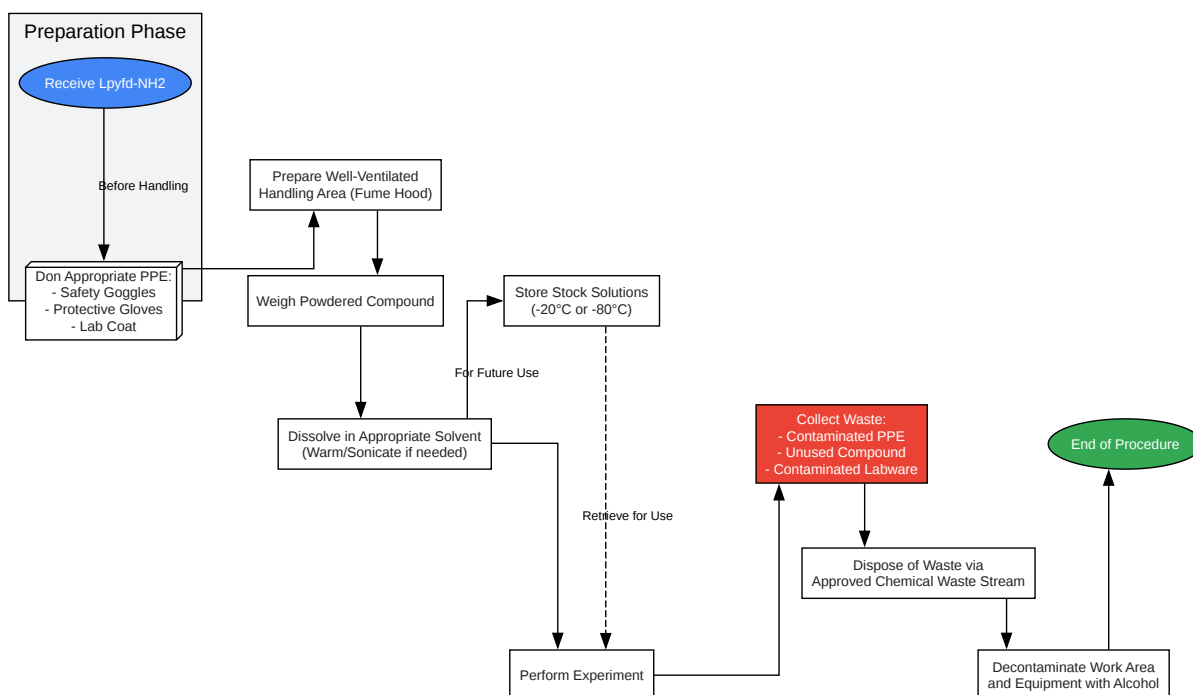 Preparation Phase
Receive Lpyfd-NH2
Before Handling
Don Appropriate PPE:
- Safety Goggles
- Protective Gloves
- Lab Coat
Prepare Well-Ventilated
Handling Area (Fume Hood)
Weigh Powdered Compound
Store Stock Solutions
(-20°C or -80°C)
For Future Use
Dissolve in Appropriate Solvent
(Warm/Sonicate if needed)
Retrieve for Use
Perform Experiment
Collect Waste:
- Contaminated PPE
- Unused Compound
- Contaminated Labware
Dispose of Waste via
Approved Chemical Waste Stream
Decontaminate Work Area
and Equipment with Alcohol
End of Procedure